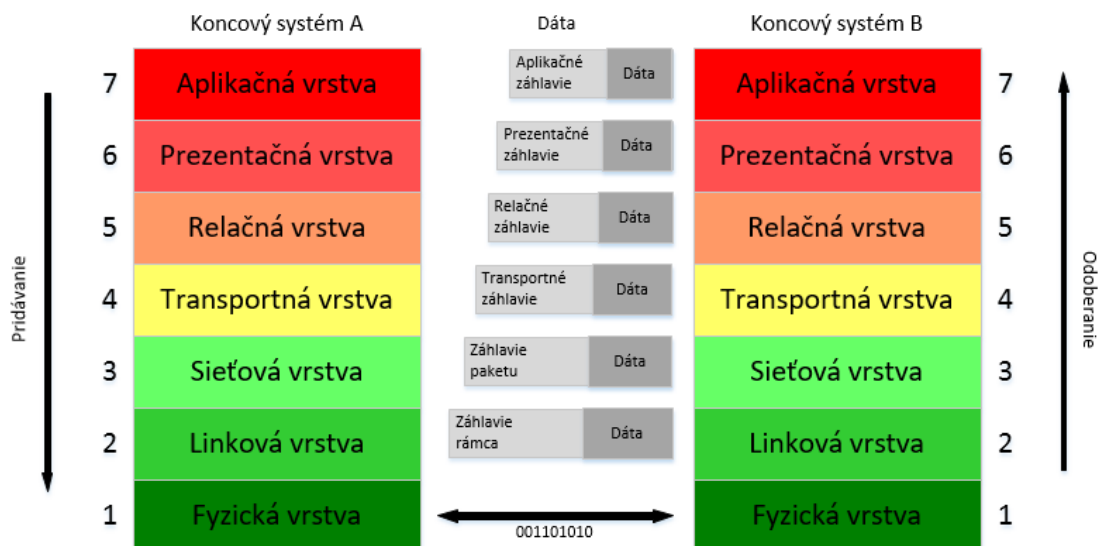 Koncový systém A
Dáta
Koncový systém B
7
Aplikačná vrstva
Aplikačné
záhlavie
Dáta
Aplikačná vrstva
7
6
Prezentačná vrstva
Prezentačné
záhlavie
Dáta
Prezentačná vrstva
6
5
Relačná vrstva
Relačné
záhlavie
Dáta
Relačná vrstva
5
Pridávanie
4
Transportná vrstva
Transportné
záhlavie
Dáta
Transportná vrstva
4
Odoberanie
3
Sieťová vrstva
Záhlavie
paketu
Dáta
Sieťová vrstva
3
2
Linková vrstva
Záhlavie
rámca
Dáta
Linková vrstva
2
1
Fyzická vrstva
001101010
Fyzická vrstva
1